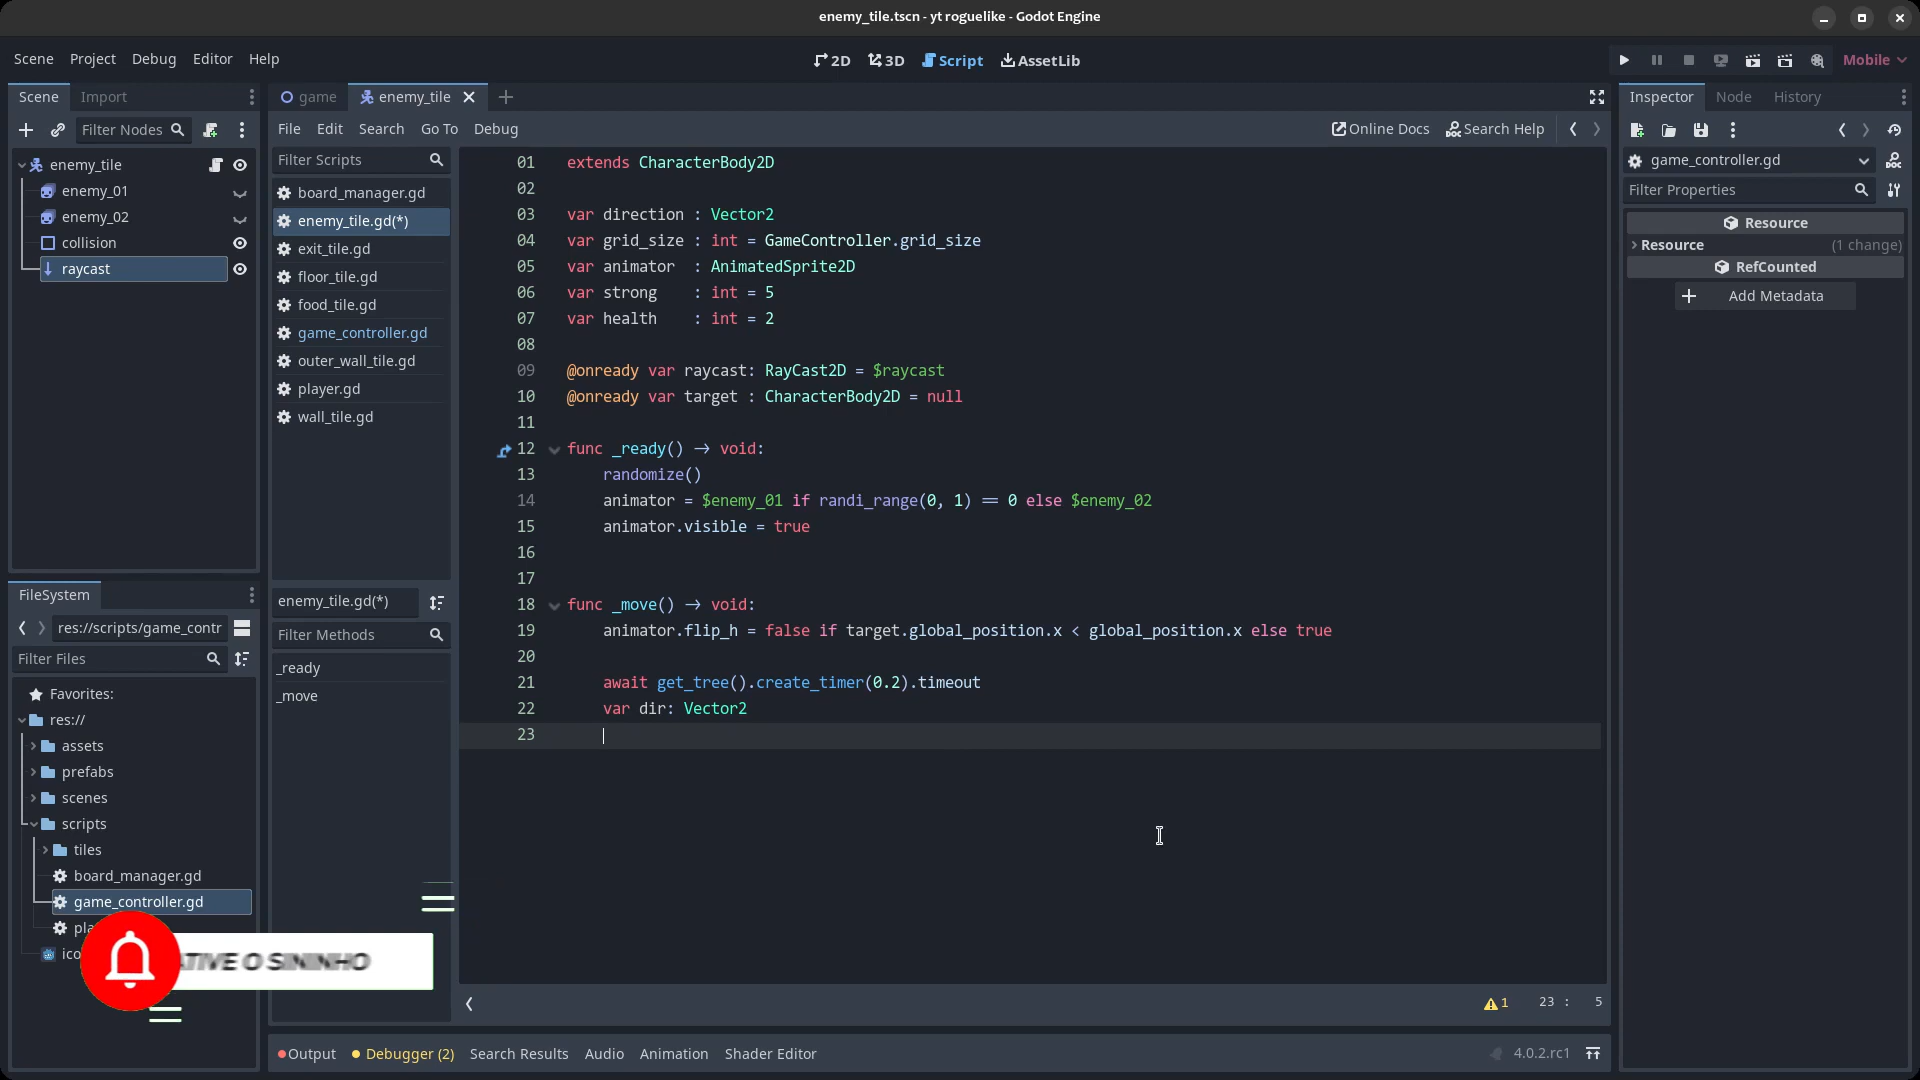 enemy_tile.tscn - yt roguelike - Godot Engine
Scene Project Debug Editor Help
2D 3D Script AssetLib
Mobile
Scene Import
Filter Nodes
enemy_tile
enemy_01
enemy_02
collision
raycast
FileSystem
res://scripts/game_contr
Filter Files
Favorites:
res://
assets
prefabs
scenes
scripts
tiles
board_manager.gd
game_controller.gd
game enemy_tile
File Edit Search Go To Debug
Online Docs Search Help
Filter Scripts
board_manager.gd
enemy_tile.gd(*)
exit_tile.gd
floor_tile.gd
food_tile.gd
game_controller.gd
outer_wall_tile.gd
player.gd
wall_tile.gd
enemy_tile.gd(*)
Filter Methods
_ready
_move
01 extends CharacterBody2D
02
03 var direction : Vector2
04 var grid_size : int = GameController.grid_size
05 var animator  : AnimatedSprite2D
06 var strong    : int = 5
07 var health    : int = 2
08
09 @onready var raycast: RayCast2D = $raycast
10 @onready var target : CharacterBody2D = null
11
12 func _ready() -> void:
13     randomize()
14     animator = $enemy_01 if randi_range(0, 1) == 0 else $enemy_02
15     animator.visible = true
16
17
18 func _move() -> void:
19     animator.flip_h = false if target.global_position.x < global_position.x else true
20
21     await get_tree().create_timer(0.2).timeout
22     var dir: Vector2
23
1 23 : 5
Output Debugger (2) Search Results Audio Animation Shader Editor
4.0.2.rc1
Inspector Node History
game_controller.gd
Filter Properties
Resource
Resource (1 change)
RefCounted
Add Metadata
O SININHO